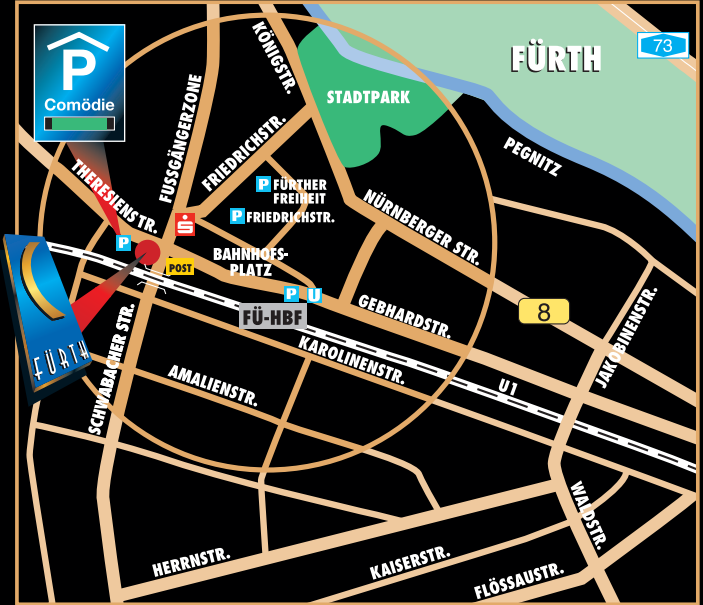 P
Comödie
KÖNIGSTR.
FÜRTH
73
STADTPARK
FUSSGÄNGERZONE
FRIEDRICHSTR.
PEGNITZ
THERESIENSTR.
P FÜRTHER
FREIHEIT
P FRIEDRICHSTR.
NÜRNBERGER STR.
S
P
BAHNHOFS-
PLATZ
POST
P U
GEBHARDSTR.
8
FÜ-HBF
JAKOBINENSTR.
FÜRTH
SCHWABACHER STR.
KAROLINENSTR.
AMALIENSTR.
U1
WALDSTR.
HERRNSTR.
KAISERSTR.
FLÖSSAUSTR.